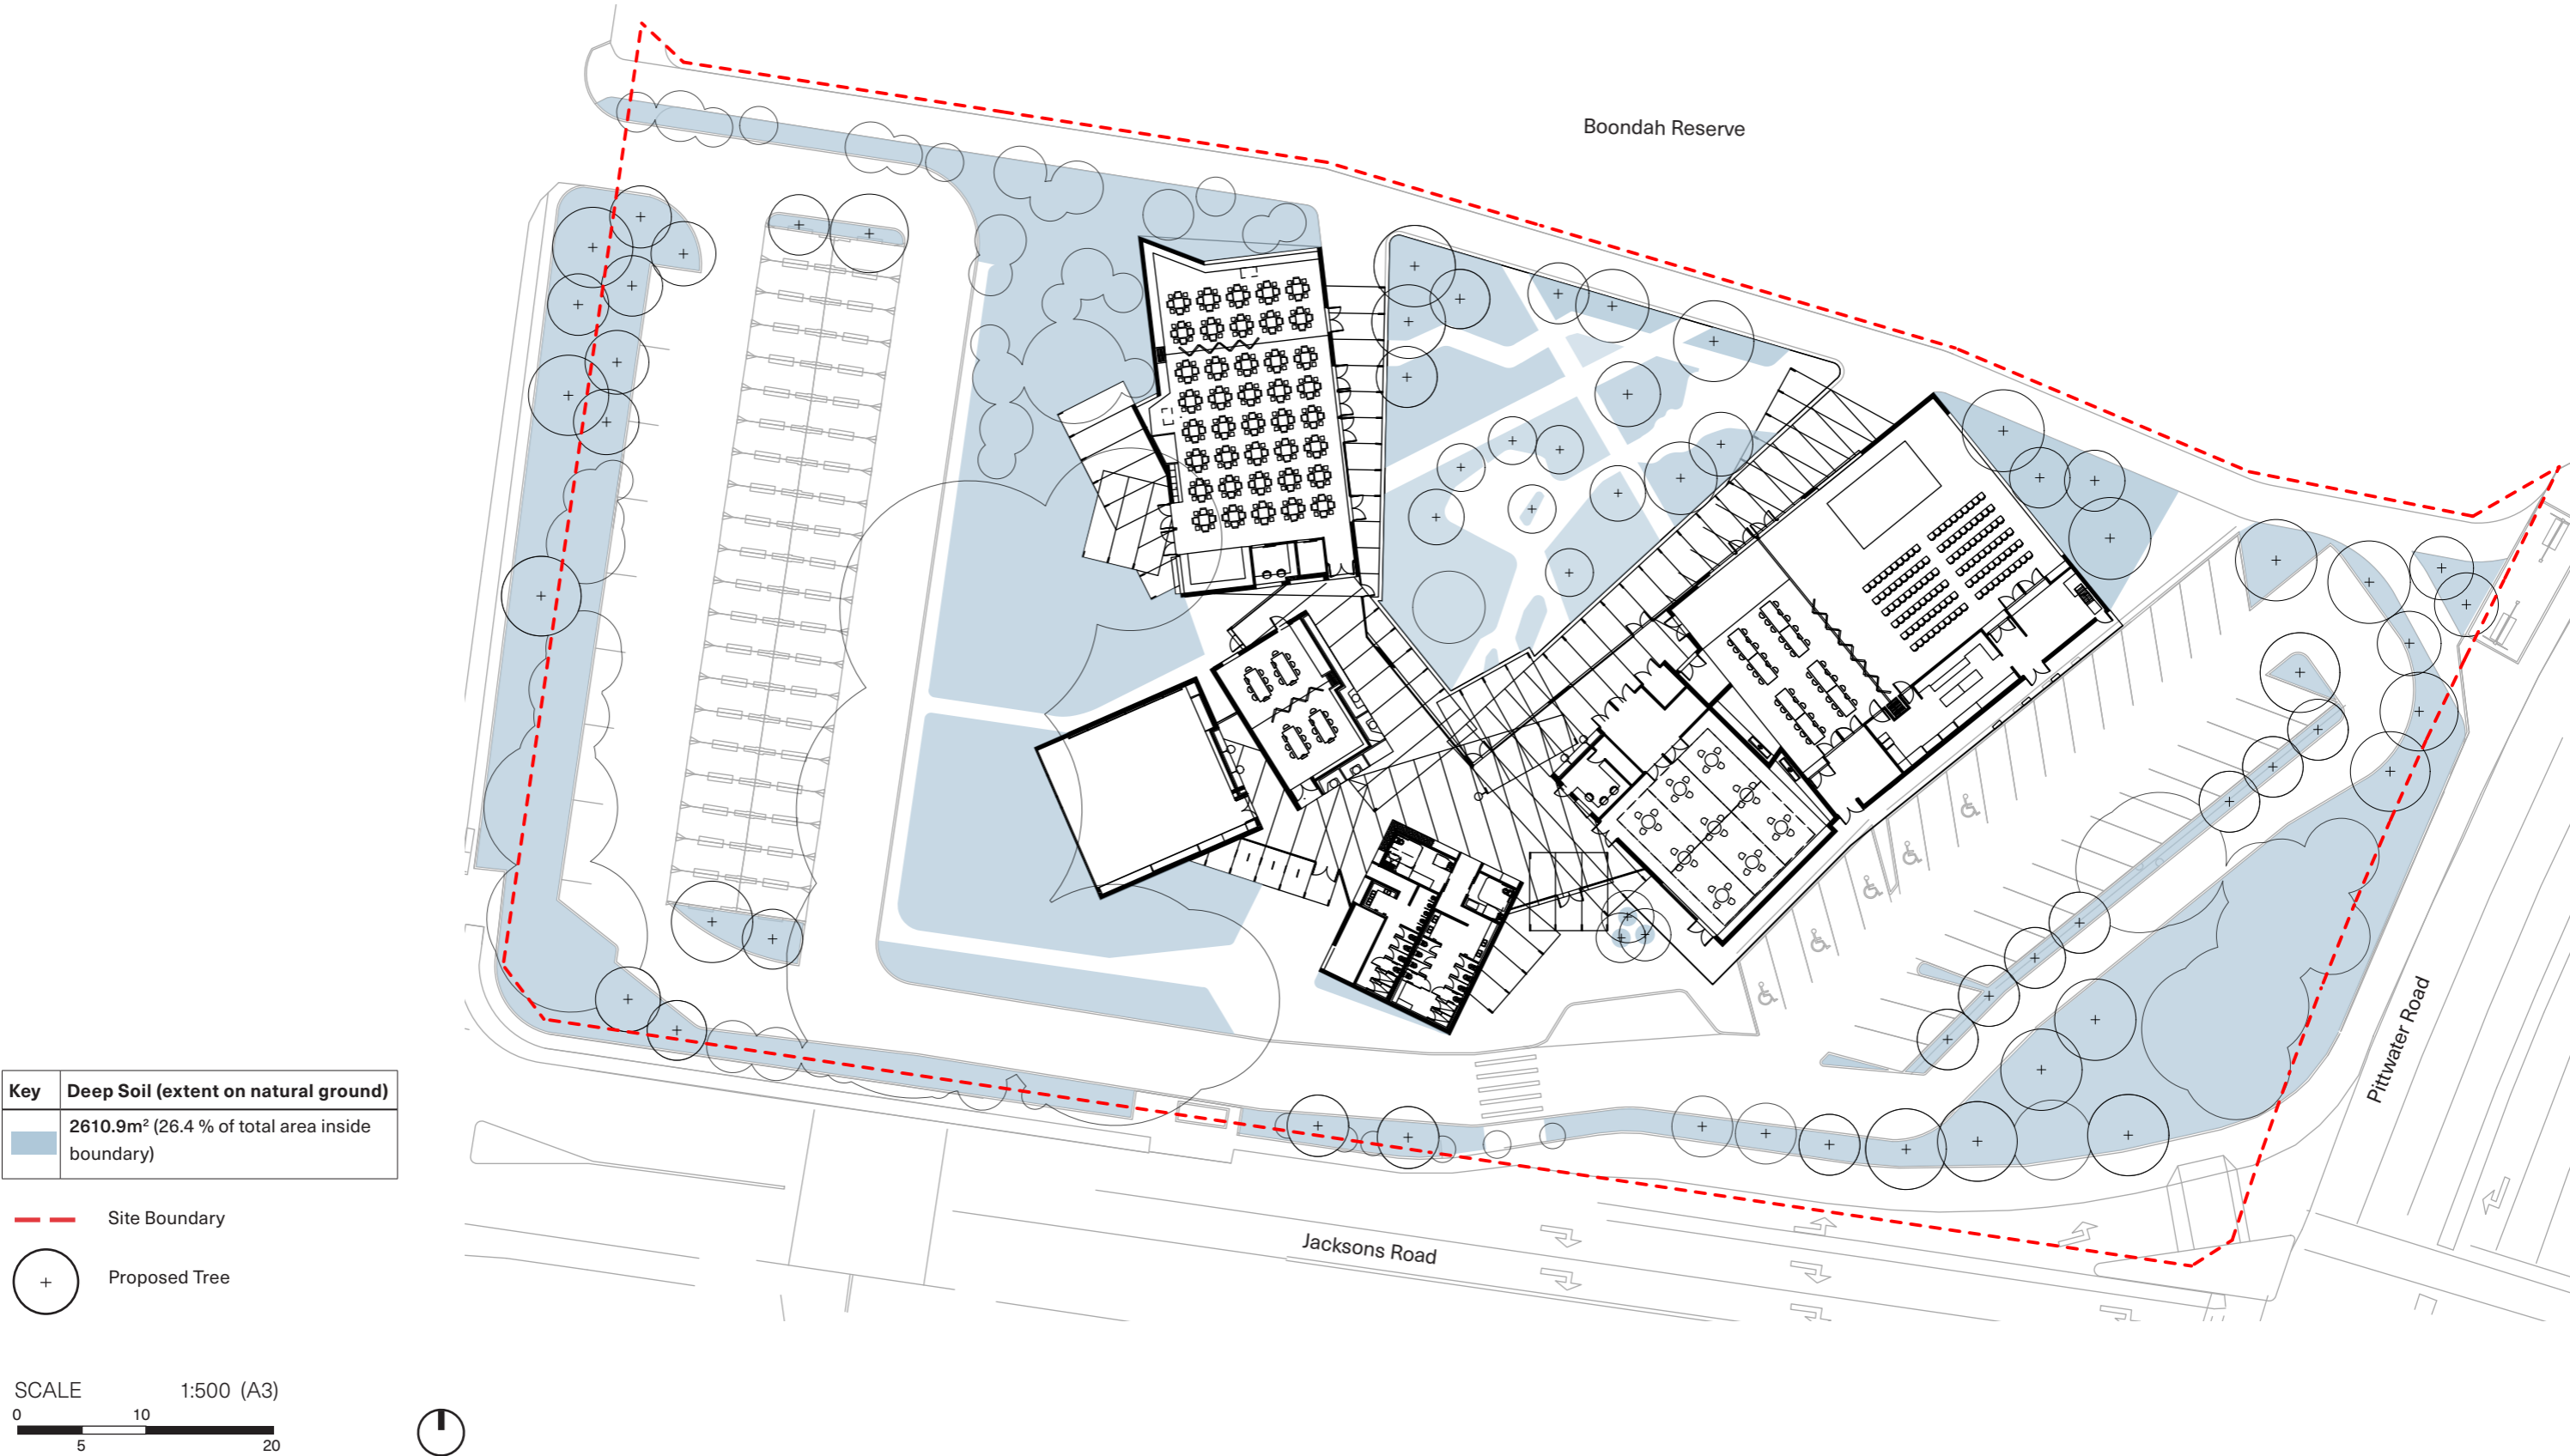 Boondah Reserve
Pittwater Road
Jacksons Road
Key
Deep Soil (extent on natural ground)
2610.9m² (26.4 % of total area inside
boundary)
Site Boundary
Proposed Tree
SCALE 1:500 (A3)
0 10
5 20